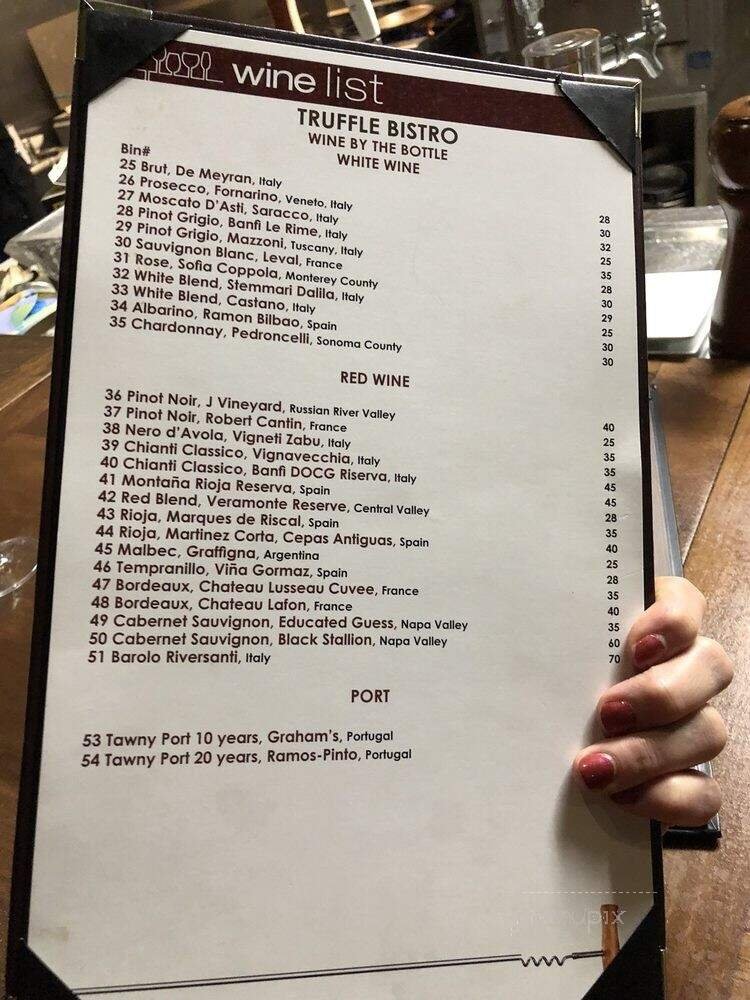 wine list
TRUFFLE BISTRO
WINE BY THE BOTTLE
WHITE WINE
Bin#
25 Brut, De Meyran, Italy 28
26 Prosecco, Fornarino, Veneto, Italy 30
27 Moscato D'Asti, Saracco, Italy 32
28 Pinot Grigio, Banfi Le Rime, Italy 25
29 Pinot Grigio, Mazzoni, Tuscany, Italy 35
30 Sauvignon Blanc, Leval, France 28
31 Rose, Sofia Coppola, Monterey County 30
32 White Blend, Stemmari Dalila, Italy 29
33 White Blend, Castano, Italy 25
34 Albarino, Ramon Bilbao, Spain 30
35 Chardonnay, Pedroncelli, Sonoma County 30
RED WINE
36 Pinot Noir, J Vineyard, Russian River Valley 40
37 Pinot Noir, Robert Cantin, France 25
38 Nero d'Avola, Vigneti Zabu, Italy 35
39 Chianti Classico, Vignavecchia, Italy 35
40 Chianti Classico, Banfi DOCG Riserva, Italy 45
41 Montaña Rioja Reserva, Spain 45
42 Red Blend, Veramonte Reserve, Central Valley 28
43 Rioja, Marques de Riscal, Spain 35
44 Rioja, Martinez Corta, Cepas Antiguas, Spain 40
45 Malbec, Graffigna, Argentina 25
46 Tempranillo, Viña Gormaz, Spain 28
47 Bordeaux, Chateau Lusseau Cuvee, France 35
48 Bordeaux, Chateau Lafon, France 40
49 Cabernet Sauvignon, Educated Guess, Napa Valley 35
50 Cabernet Sauvignon, Black Stallion, Napa Valley 60
51 Barolo Riversanti, Italy 70
PORT
53 Tawny Port 10 years, Graham's, Portugal
54 Tawny Port 20 years, Ramos-Pinto, Portugal